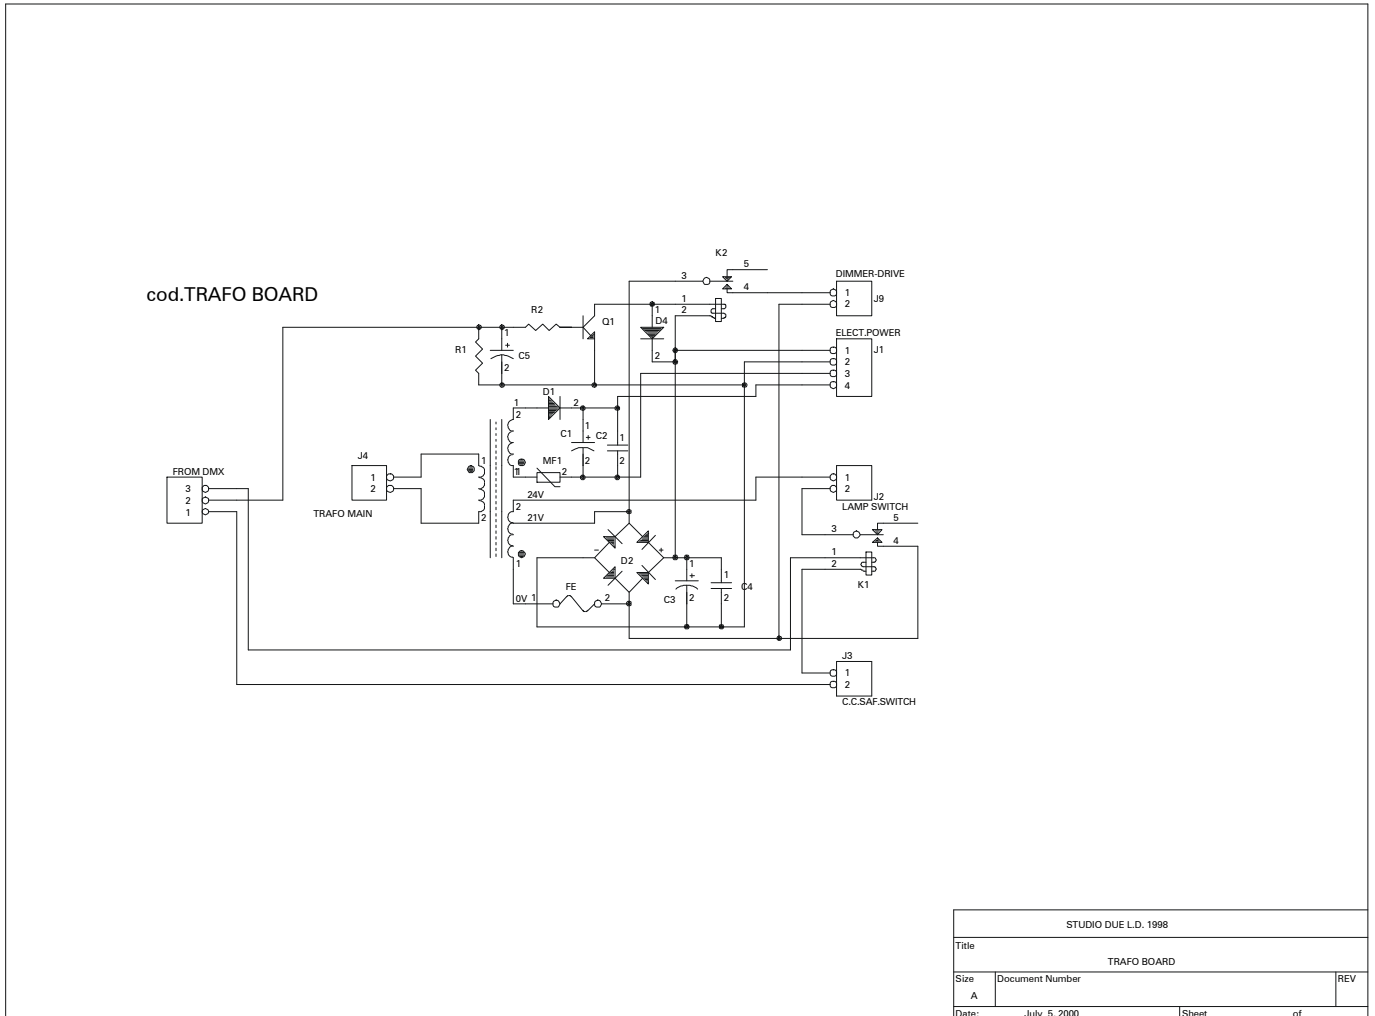 cod.TRAFO BOARD
K2
5
3
4
DIMMER-DRIVE
1
2
J9
1
2
R2
Q1
1
D4
2
ELECT.POWER
1
2
3
4
J1
R1
1
+
C5
2
D1
1
2
2
C1
1
+
2
C2
1
2
MF1
1
2
J4
1
2
TRAFO MAIN
1
2
FROM DMX
3
2
1
24V
2
21V
1
0V
1
FE
2
-
D2
+
1
+
C3
2
1
C4
2
1
2
J2
LAMP SWITCH
5
3
4
1
2
K1
J3
1
2
C.C.SAF.SWITCH
STUDIO DUE L.D. 1998
Title
TRAFO BOARD
Size
Document Number
REV
A
Date:
July 5, 2000
Sheet
of